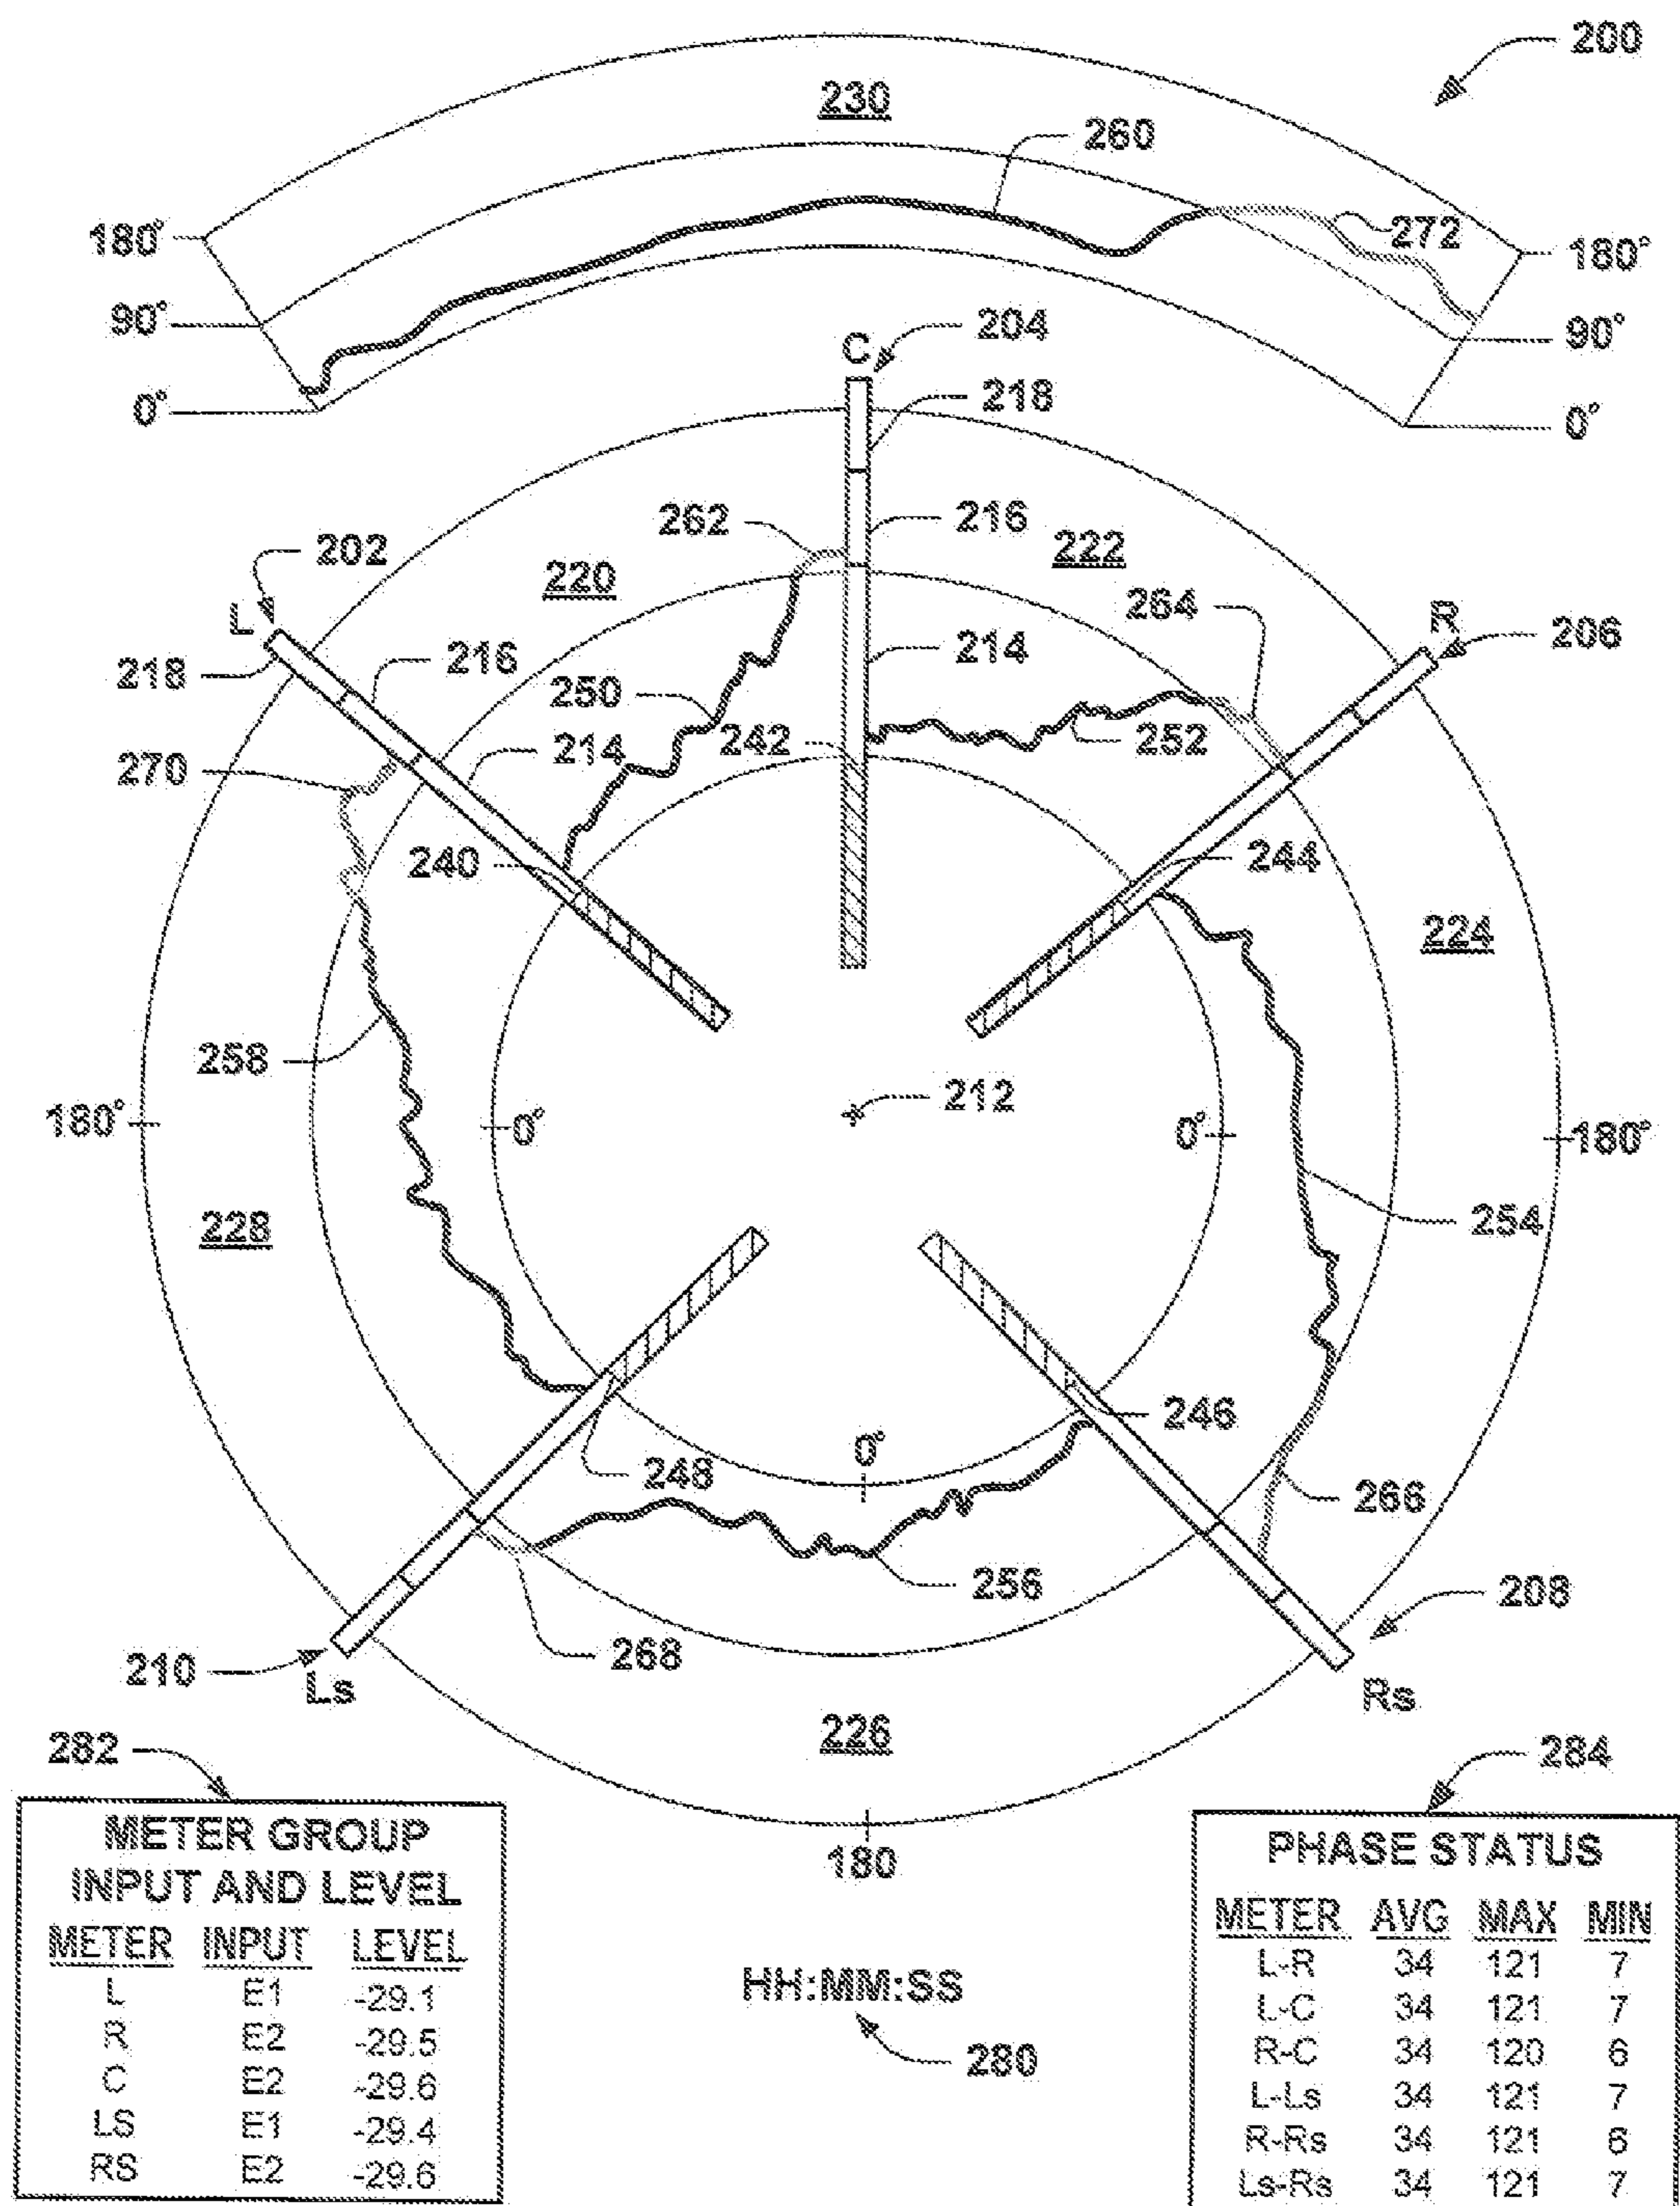 200
230
260
180°
272
180°
90°
90°
C
204
0°
0°
218
262
216
222
202
220
264
L
R
206
216
214
218
250
242
252
270
214
240
244
224
258
212
180°
0°
0°
180°
228
254
246
0°
248
266
256
208
268
210
Ls
Rs
226
282
284
180
METER GROUP
INPUT AND LEVEL
METER INPUT LEVEL
L E1 -29.1
R E2 -29.5
C E2 -29.6
LS E1 -29.4
RS E2 -29.6
HH:MM:SS
280
PHASE STATUS
METER AVG MAX MIN
L-R 34 121 7
L-C 34 121 7
R-C 34 120 6
L-Ls 34 121 7
R-Rs 34 121 6
Ls-Rs 34 121 7